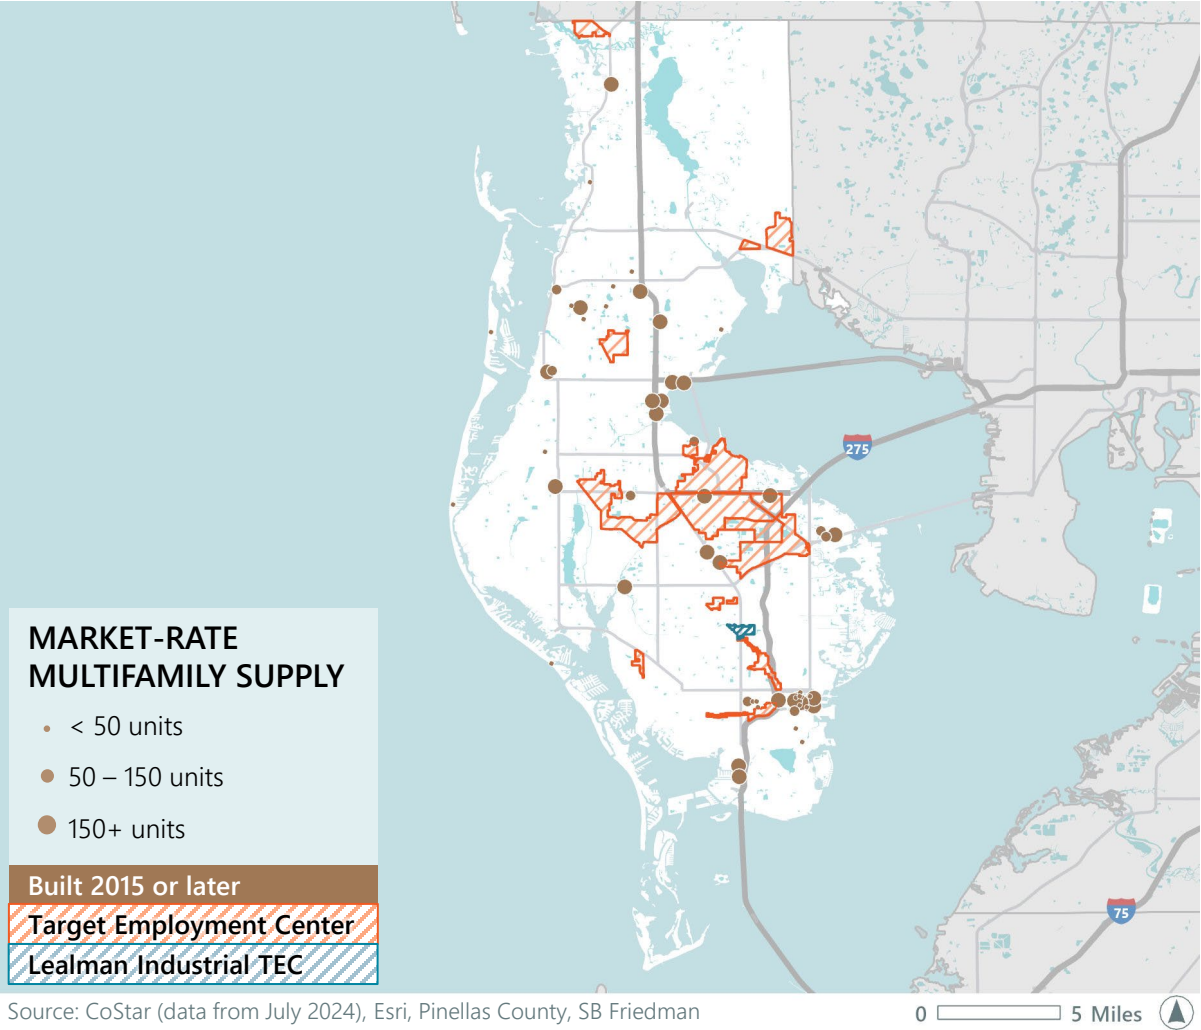 275
MARKET-RATE
MULTIFAMILY SUPPLY
< 50 units
50 – 150 units
150+ units
Built 2015 or later
Target Employment Center
Lealman Industrial TEC
75
Source: CoStar (data from July 2024), Esri, Pinellas County, SB Friedman
0 5 Miles